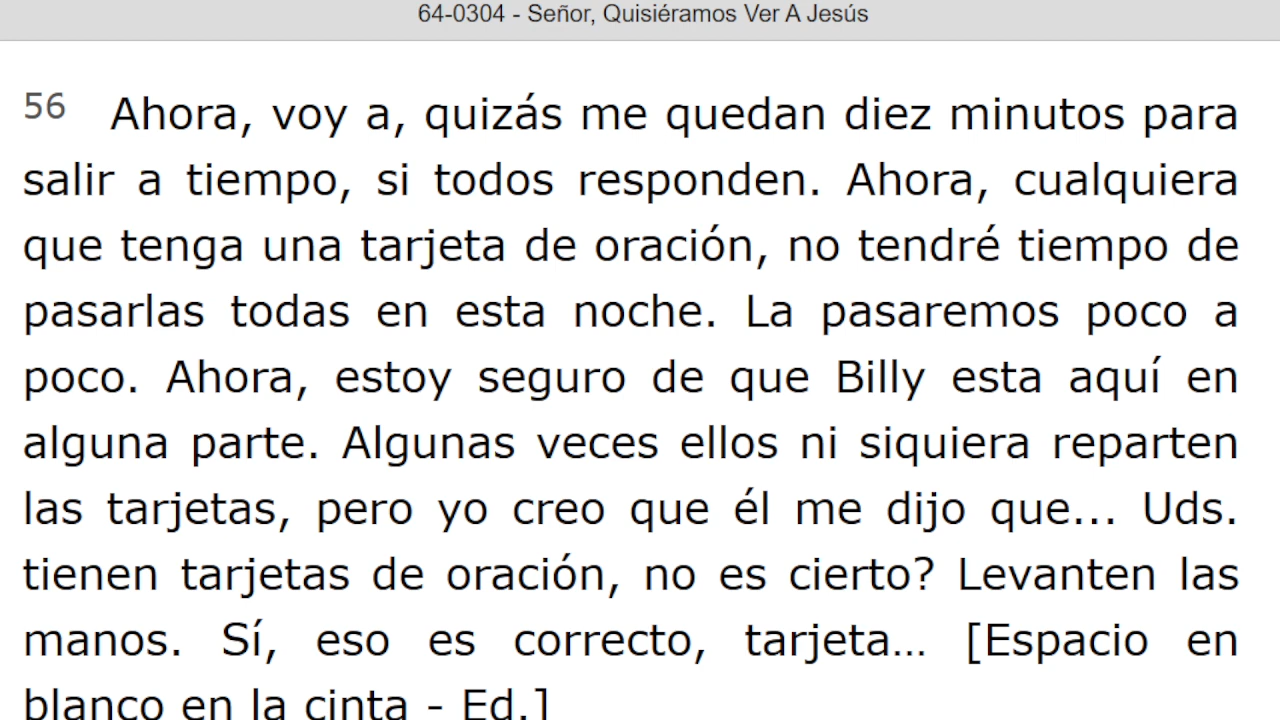 64-0304 - Señor, Quisiéramos Ver A Jesús
56 Ahora, voy a, quizás me quedan diez minutos para
salir a tiempo, si todos responden. Ahora, cualquiera
que tenga una tarjeta de oración, no tendré tiempo de
pasarlas todas en esta noche. La pasaremos poco a
poco. Ahora, estoy seguro de que Billy esta aquí en
alguna parte. Algunas veces ellos ni siquiera reparten
las tarjetas, pero yo creo que él me dijo que... Uds.
tienen tarjetas de oración, no es cierto? Levanten las
manos. Sí, eso es correcto, tarjeta... [Espacio en
blanco en la cinta - Ed.]